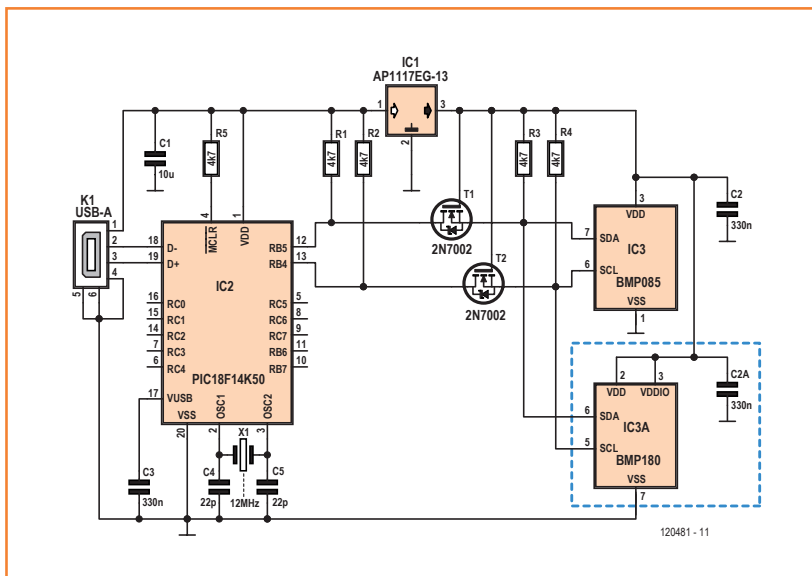 IC1
AP1117EG-13
1
3
2
C1
10u
R5
4k7
R1
4k7
R2
4k7
R3
4k7
R4
4k7
T1
2N7002
T2
2N7002
K1
USB-A
1
2
3
4
5
6
4
1
MCLR
VDD
18
D-
19
D+
RB5
12
RB4
13
IC2
16
RC0
15
RC1
14
RC2
7
RC3
6
RC4
RC5
5
RC6
8
RC7
9
RB6
11
RB7
10
PIC18F14K50
17
VUSB
VSS
OSC1
OSC2
20
2
3
X1
12MHz
C3
330n
C4
22p
C5
22p
3
VDD
7
SDA
IC3
6
SCL
BMP085
VSS
1
C2
330n
2
3
VDD
VDDIO
6
SDA
IC3A
5
SCL
BMP180
VSS
7
C2A
330n
120481 - 11